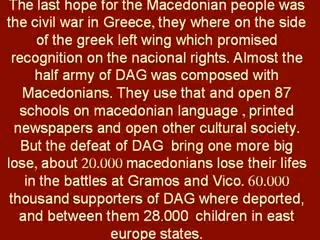 The last hope for the Macedonian people was
the civil war in Greece, they where on the side
of the greek left wing which promised
recognition on the nacional rights. Almost the
half army of DAG was composed with
Macedonians. They use that and open 87
schools on macedonian language , printed
newspapers and open other cultural society.
But the defeat of DAG  bring one more big
lose, about 20.000 macedonians lose their lifes
in the battles at Gramos and Vico. 60.000
thousand supporters of DAG where deported,
and between them 28.000  children in east
europe states.